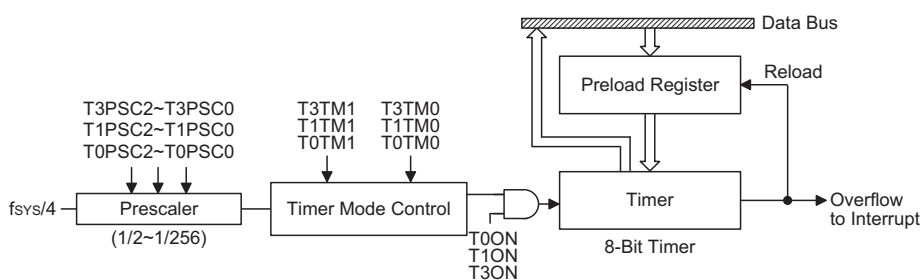 Data Bus
Preload Register
Reload
T3PSC2~T3PSC0
T1PSC2~T1PSC0
T0PSC2~T0PSC0
T3TM1
T1TM1
T0TM1
T3TM0
T1TM0
T0TM0
fSYS/4
Prescaler
(1/2~1/256)
Timer Mode Control
T0ON
T1ON
T3ON
Timer
8-Bit Timer
Overflow
to Interrupt